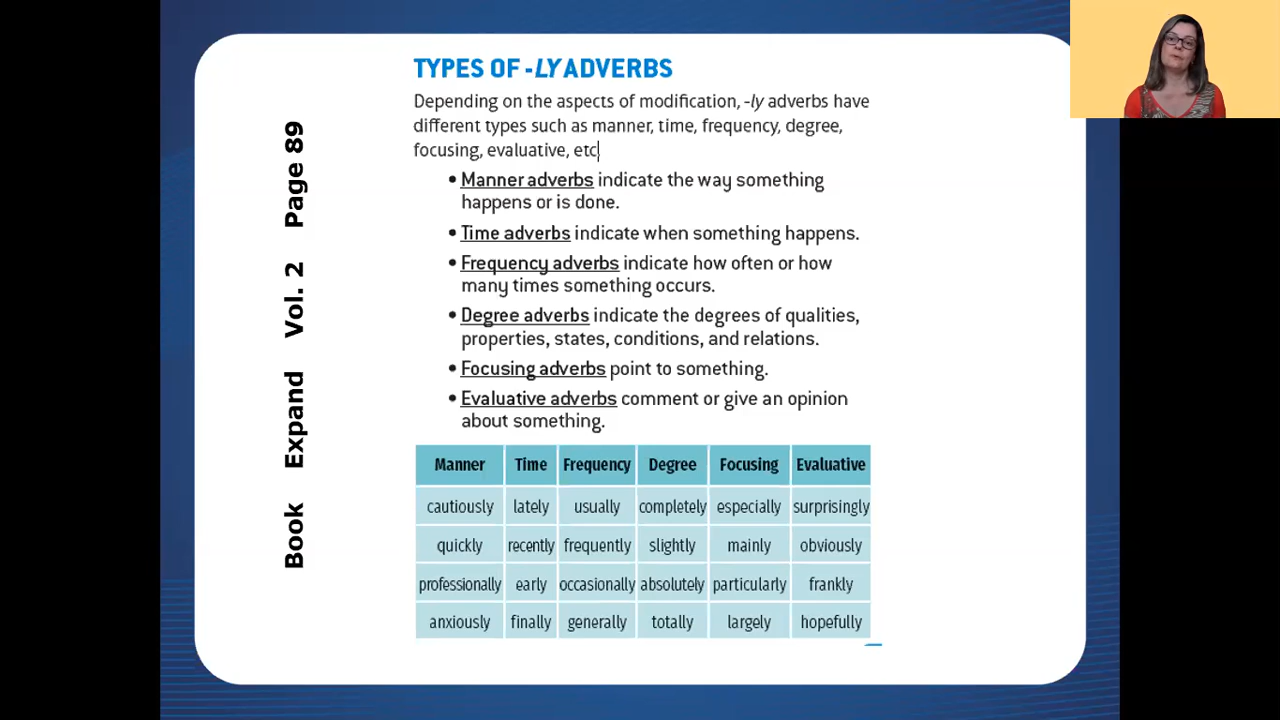 TYPES OF -LY ADVERBS
Depending on the aspects of modification, -ly adverbs have
different types such as manner, time, frequency, degree,
focusing, evaluative, etc
• Manner adverbs indicate the way something
happens or is done.
• Time adverbs indicate when something happens.
• Frequency adverbs indicate how often or how
many times something occurs.
• Degree adverbs indicate the degrees of qualities,
properties, states, conditions, and relations.
• Focusing adverbs point to something.
• Evaluative adverbs comment or give an opinion
about something.
Manner Time Frequency Degree Focusing Evaluative
cautiously lately usually completely especially surprisingly
quickly recently frequently slightly mainly obviously
professionally early occasionally absolutely particularly frankly
anxiously finally generally totally largely hopefully
Book Expand Vol. 2 Page 89